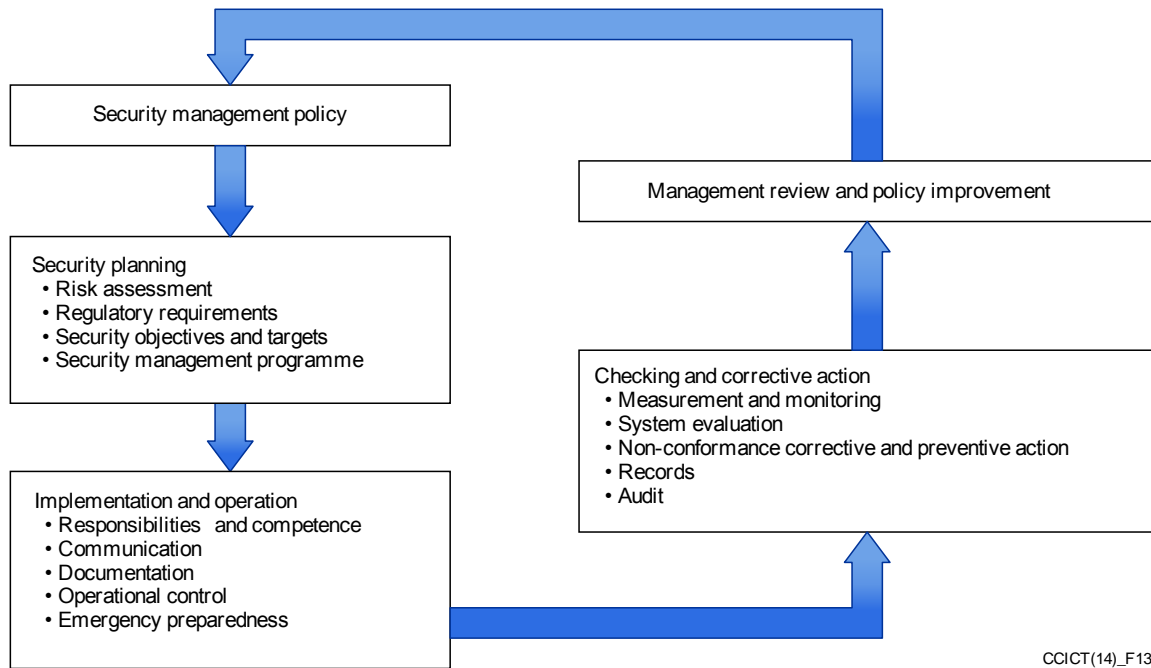 Security management policy
Security planning
• Risk assessment
• Regulatory requirements
• Security objectives and targets
• Security management programme
Implementation and operation
• Responsibilities and competence
• Communication
• Documentation
• Operational control
• Emergency preparedness
Checking and corrective action
• Measurement and monitoring
• System evaluation
• Non-conformance corrective and preventive action
• Records
• Audit
Management review and policy improvement
CCICT(14)_F13